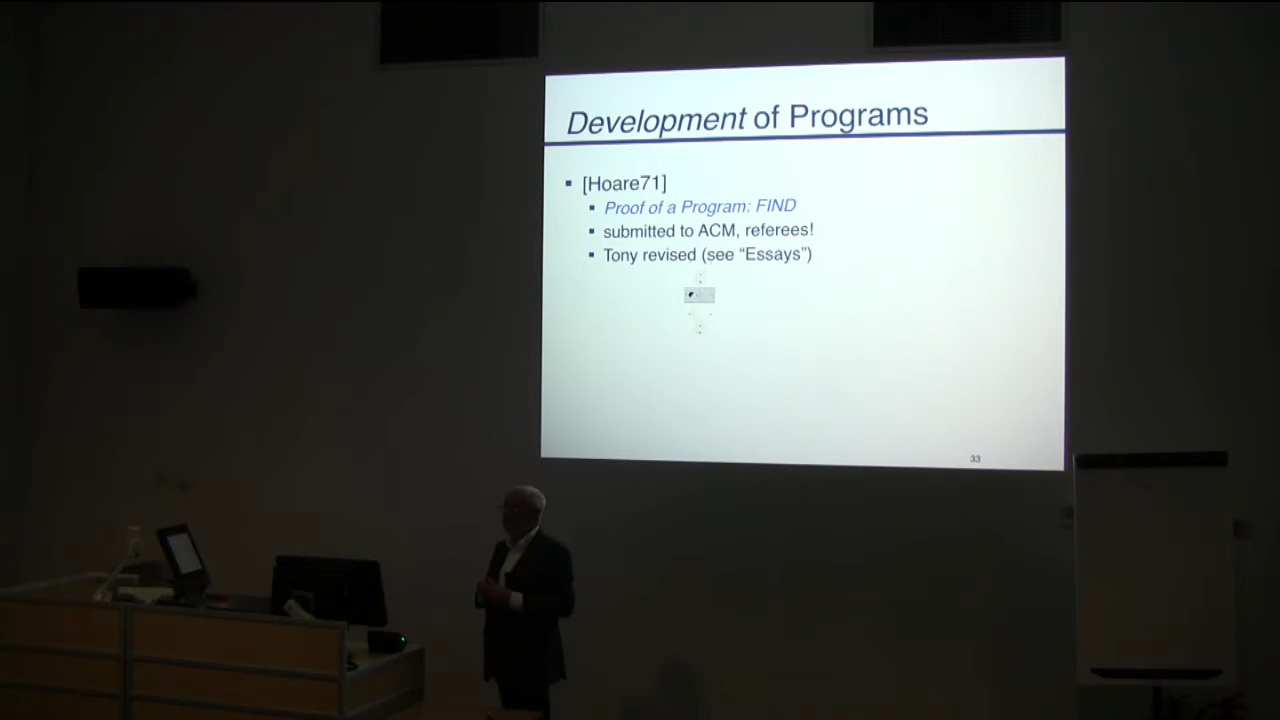 Development of Programs
[Hoare71]
Proof of a Program: FIND
submitted to ACM, referees!
Tony revised (see “Essays”)
33